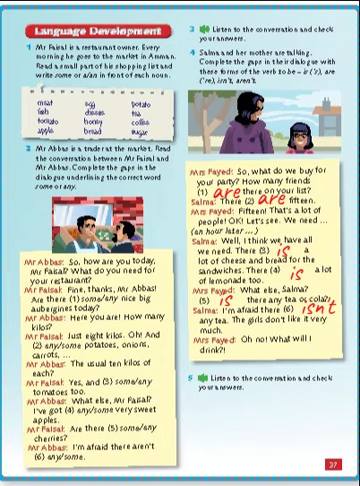 Language Development
1 Mr Faisal is a restaurant owner. Every
morning he goes to the market in Amman.
Read a small part of his shopping list and
write some or a/an in front of each noun.
meat egg potato
fish cheese tea
tomato honey coffee
apple bread sugar
2 Mr Abbas is a trader at the market. Read
the conversation between Mr Faisal and
Mr Abbas. Complete the gaps in the
dialogue underlining the correct word
some or any.
Mr Abbas: So, how are you today,
Mr Faisal? What do you need for
your restaurant?
Mr Faisal: Fine, thanks, Mr Abbas!
Are there (1) some/any nice big
aubergines today?
Mr Abbas: Here you are! How many
kilos?
Mr Faisal: Just eight kilos. Oh! And
(2) any/some potatoes, onions,
carrots, ...
Mr Abbas: The usual ten kilos of
each?
Mr Faisal: Yes, and (3) some/any
tomatoes too.
Mr Abbas: What else, Mr Faisal?
I've got (4) any/some very sweet
apples.
Mr Faisal: Are there (5) some/any
cherries?
Mr Abbas: I'm afraid there aren't
(6) any/some.
3 Listen to the conversation and check
your answers.
4 Salma and her mother are talking.
Complete the gaps in their dialogue with
these forms of the verb to be – is ('s), are
('re), isn't, aren't.
Mrs Fayed: So, what do we buy for
your party? How many friends
(1) are there on your list?
Salma: There (2) are fifteen.
Mrs Fayed: Fifteen! That's a lot of
people! OK! Let's see. We need ...
(an hour later ...)
Salma: Well, I think we have all
we need. There (3) is a
lot of cheese and bread for the
sandwiches. There (4) is a lot
of lemonade too.
Mrs Fayed: What else, Salma?
(5) is there any tea or cola?
Salma: I'm afraid there (6) isn't
any tea. The girls don't like it very
much.
Mrs Fayed: Oh no! What will I
drink?!
5 Listen to the conversation and check
your answers.
37